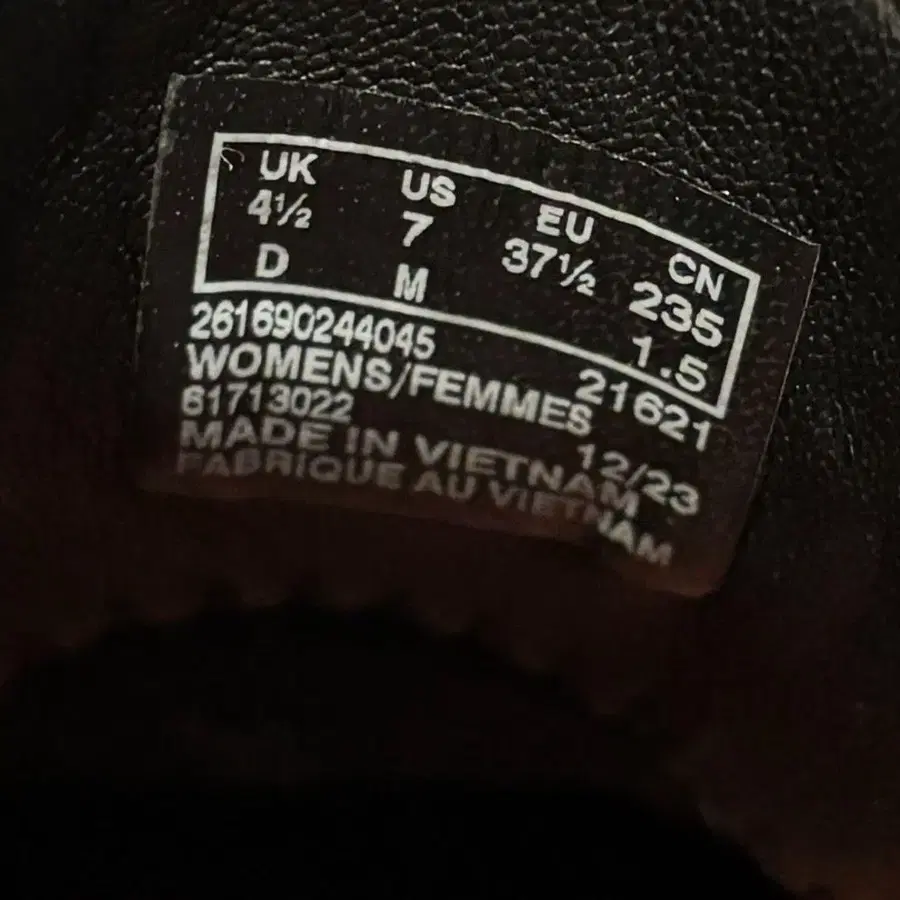 UK US EU CN
4½ 7 37½ 235
D M 1.5
261690244045 21621
WOMENS/FEMMES
61713022 12/23
MADE IN VIETNAM
FABRIQUE AU VIETNAM